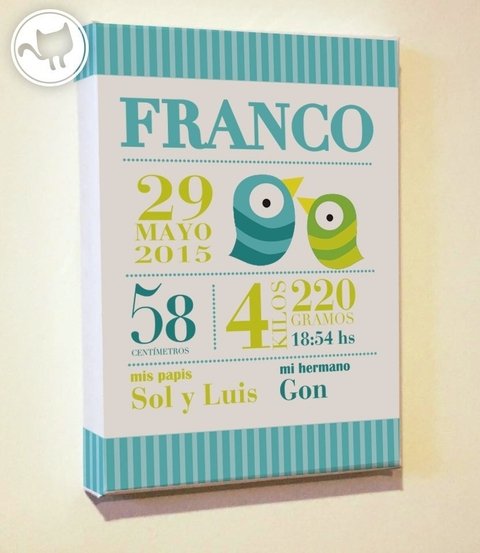 FRANCO
29
MAYO
2015
58
CENTÍMETROS
4
KILOS
220
GRAMOS
18:54 hs
mis papis
Sol y Luis
mi hermano
Gon